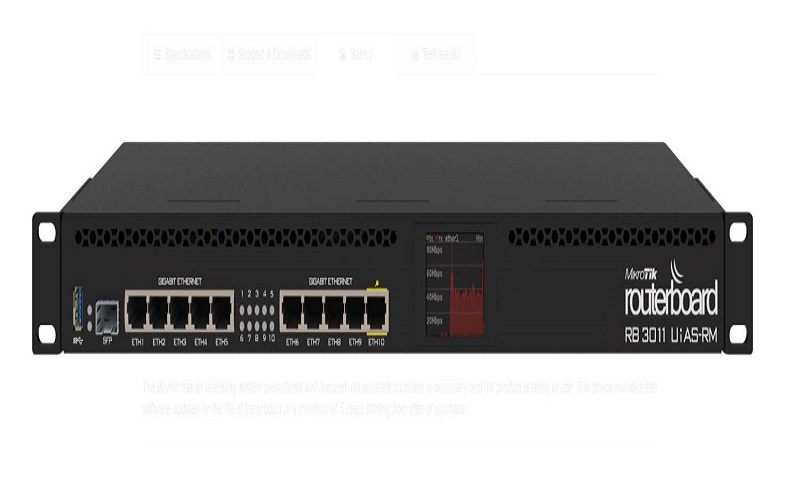 Specifications
Support & Downloads
Gallery
Test results
GIGABIT ETHERNET
GIGABIT ETHERNET
ether1
80Mbps
60Mbps
40Mbps
20Mbps
1 2 3 4 5
6 7 8 9 10
SFP
ETH1 ETH2 ETH3 ETH4 ETH5
ETH6 ETH7 ETH8 ETH9 ETH10
MikroTik
routerboard
RB 3011 UiAS-RM
The device has an operating system preinstalled and licensed. No separate purchase is necessary and the product is ready to use. The device includes free
software updates for the life of the product or a minimum of 5 years starting from date of purchase.